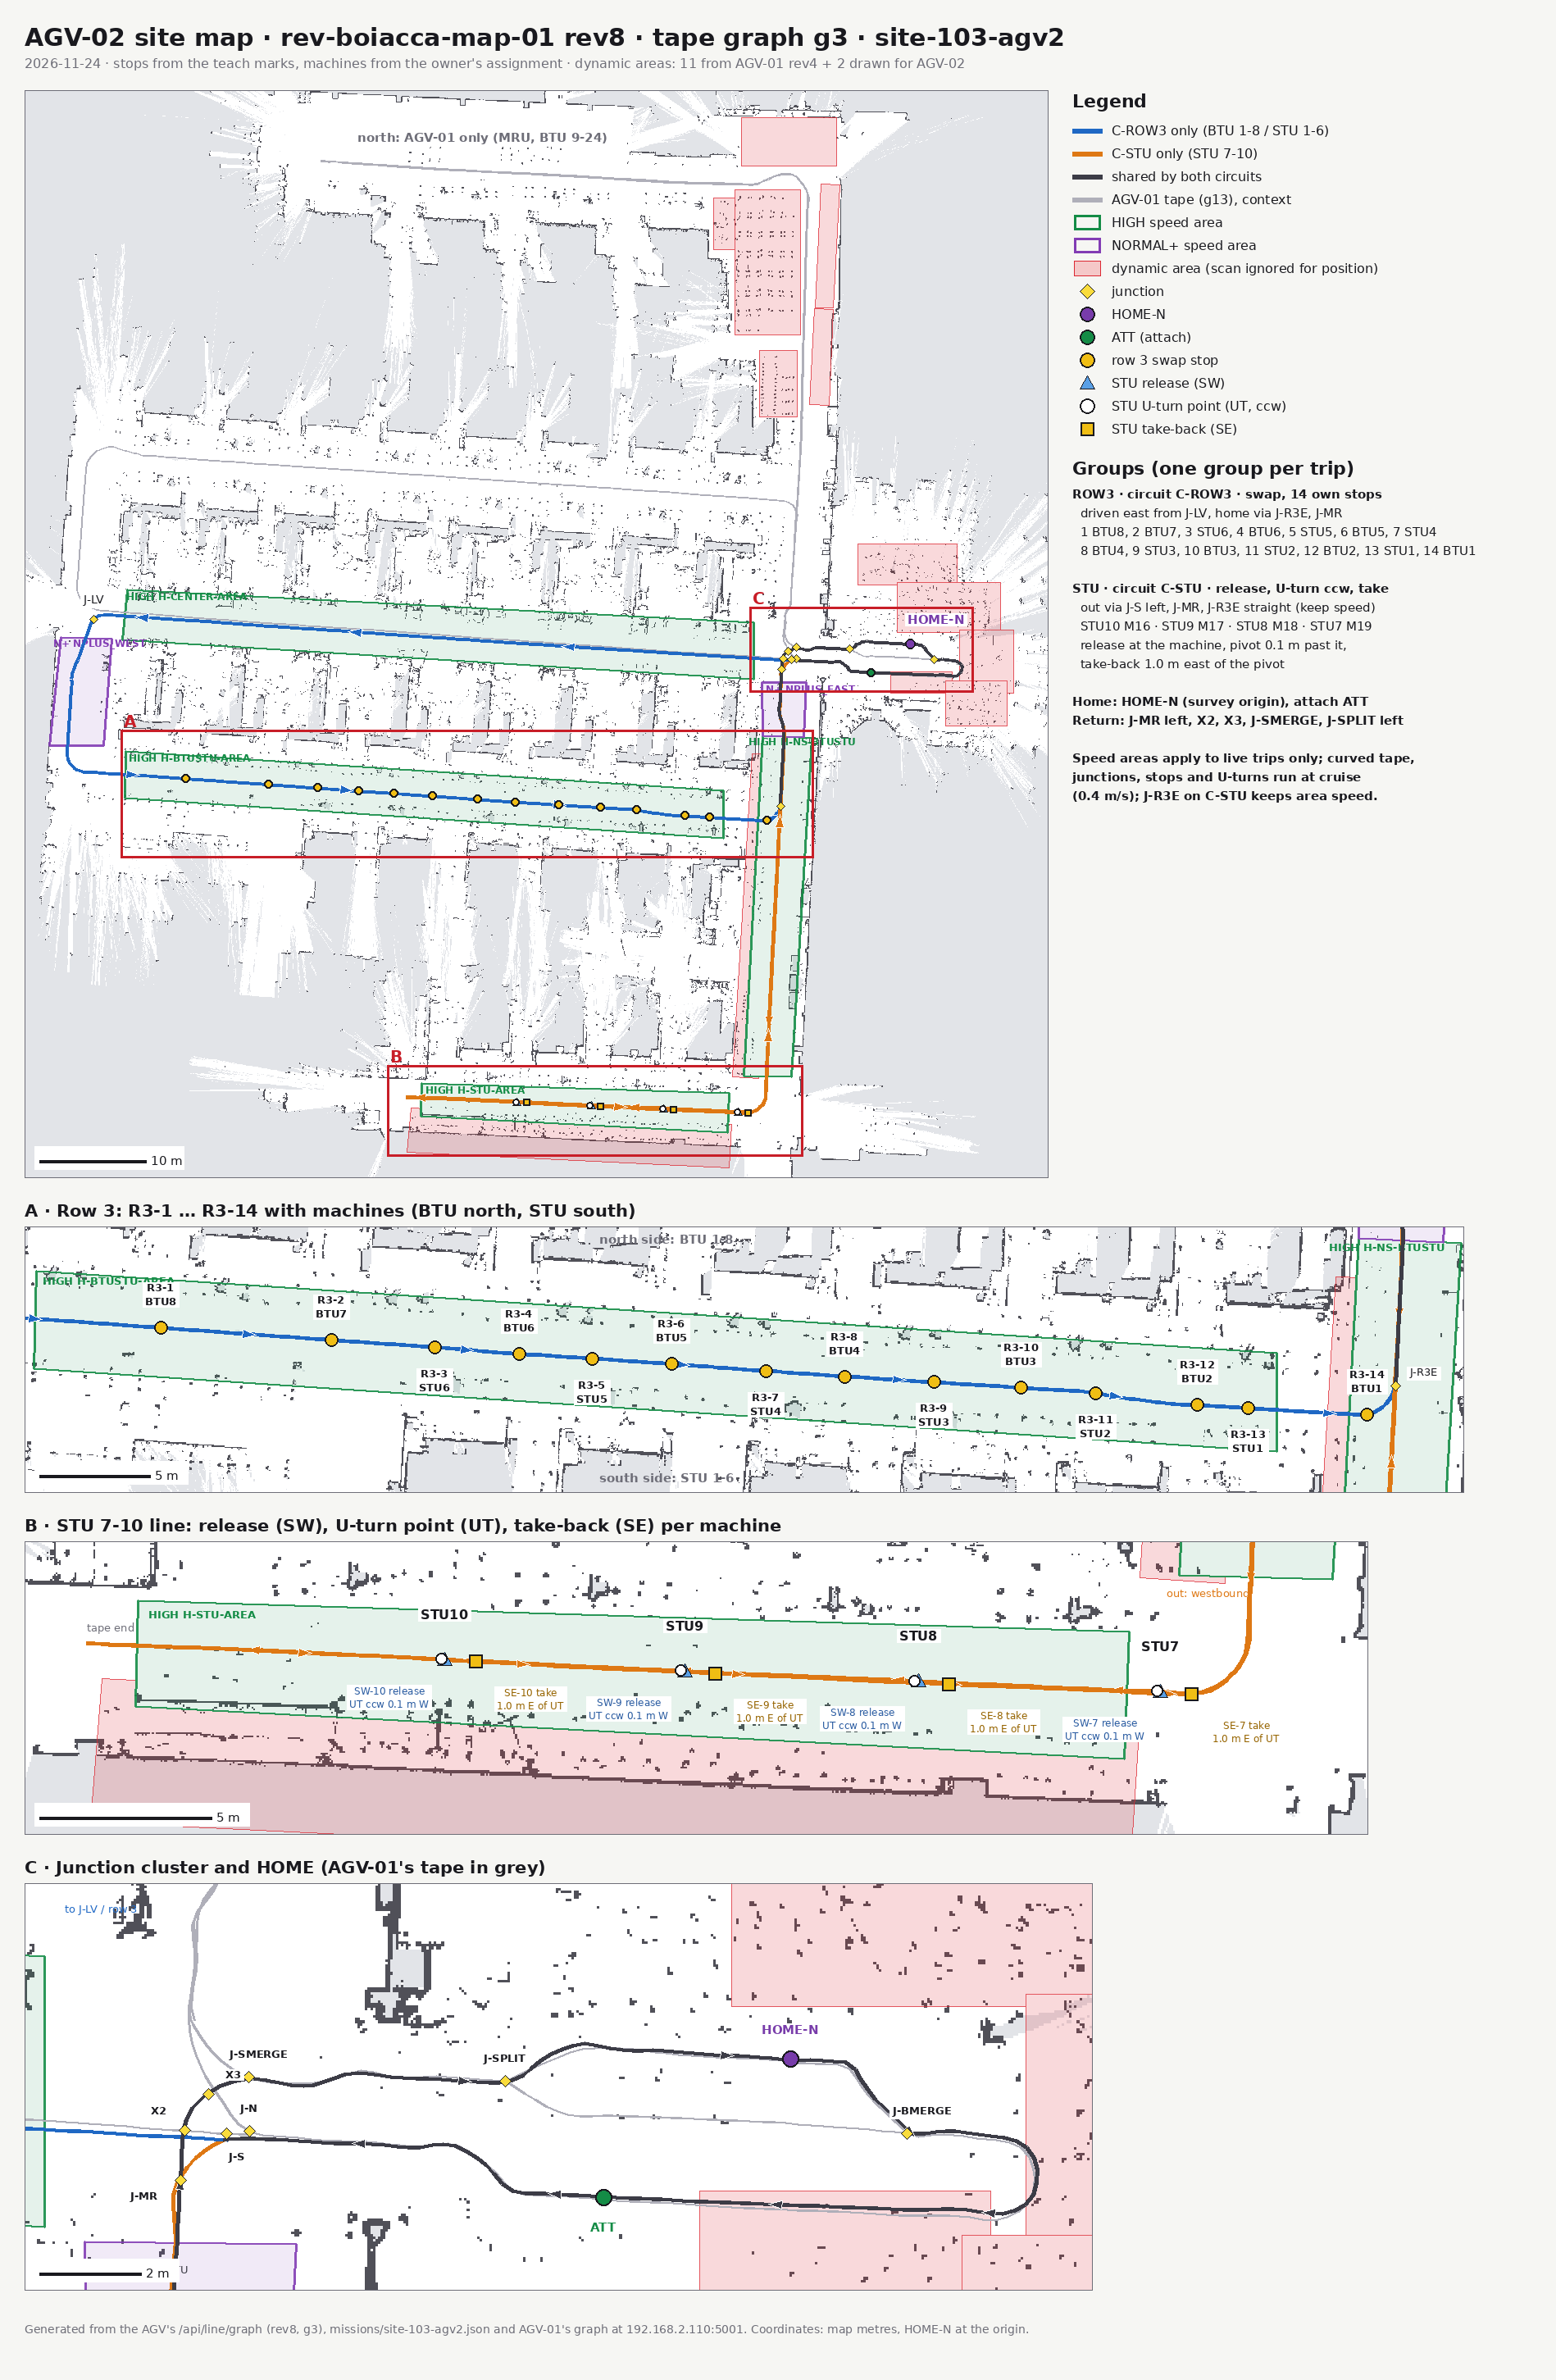 AGV-02 site map · rev-boiacca-map-01 rev8 · tape graph g3 · site-103-agv2
2026-11-24 · stops from the teach marks, machines from the owner's assignment · dynamic areas: 11 from AGV-01 rev4 + 2 drawn for AGV-02
north: AGV-01 only (MRU, BTU 9-24)
J-LV
HIGH H-CENTER-AREA
N+ NPLUS-WEST
C
HOME-N
N+ NPLUS-EAST
A
HIGH H-NS-BTUSTU
HIGH H-BTUSTU-AREA
B
HIGH H-STU-AREA
10 m
Legend
C-ROW3 only (BTU 1-8 / STU 1-6)
C-STU only (STU 7-10)
shared by both circuits
AGV-01 tape (g13), context
HIGH speed area
NORMAL+ speed area
dynamic area (scan ignored for position)
junction
HOME-N
ATT (attach)
row 3 swap stop
STU release (SW)
STU U-turn point (UT, ccw)
STU take-back (SE)
Groups (one group per trip)
ROW3 · circuit C-ROW3 · swap, 14 own stops
driven east from J-LV, home via J-R3E, J-MR
1 BTU8, 2 BTU7, 3 STU6, 4 BTU6, 5 STU5, 6 BTU5, 7 STU4
8 BTU4, 9 STU3, 10 BTU3, 11 STU2, 12 BTU2, 13 STU1, 14 BTU1
STU · circuit C-STU · release, U-turn ccw, take
out via J-S left, J-MR, J-R3E straight (keep speed)
STU10 M16 · STU9 M17 · STU8 M18 · STU7 M19
release at the machine, pivot 0.1 m past it,
take-back 1.0 m east of the pivot
Home: HOME-N (survey origin), attach ATT
Return: J-MR left, X2, X3, J-SMERGE, J-SPLIT left
Speed areas apply to live trips only; curved tape,
junctions, stops and U-turns run at cruise
(0.4 m/s); J-R3E on C-STU keeps area speed.
A · Row 3: R3-1 … R3-14 with machines (BTU north, STU south)
north side: BTU 1-8
HIGH H-NS-BTUSTU
HIGH H-BTUSTU-AREA
R3-1
BTU8
R3-2
BTU7
R3-4
BTU6
R3-6
BTU5
R3-8
BTU4
R3-10
BTU3
R3-12
BTU2
R3-14
BTU1
J-R3E
R3-3
STU6
R3-5
STU5
R3-7
STU4
R3-9
STU3
R3-11
STU2
R3-13
STU1
5 m
south side: STU 1-6
B · STU 7-10 line: release (SW), U-turn point (UT), take-back (SE) per machine
out: westbound
HIGH H-STU-AREA
STU10
STU9
STU8
STU7
tape end
SW-10 release
UT ccw 0.1 m W
SE-10 take
1.0 m E of UT
SW-9 release
UT ccw 0.1 m W
SE-9 take
1.0 m E of UT
SW-8 release
UT ccw 0.1 m W
SE-8 take
1.0 m E of UT
SW-7 release
UT ccw 0.1 m W
SE-7 take
1.0 m E of UT
5 m
C · Junction cluster and HOME (AGV-01's tape in grey)
to J-LV / row 3
HOME-N
J-SMERGE
J-SPLIT
X3
X2
J-N
J-BMERGE
J-S
J-MR
ATT
2 m
Generated from the AGV's /api/line/graph (rev8, g3), missions/site-103-agv2.json and AGV-01's graph at 192.168.2.110:5001. Coordinates: map metres, HOME-N at the origin.